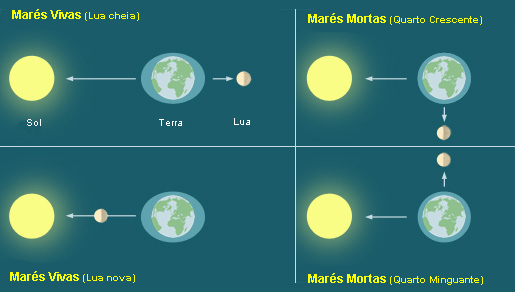 Marés Vivas (Lua cheia)
Marés Mortas (Quarto Crescente)
Sol
Terra
Lua
Marés Vivas (Lua nova)
Marés Mortas (Quarto Minguante)